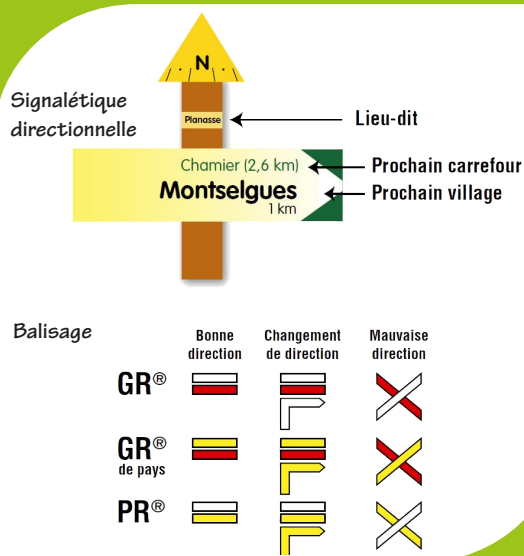 N
Signalétique
directionnelle
Planasse
Lieu-dit
Chamier (2,6 km)
Prochain carrefour
Montselgues
Prochain village
1 km
Balisage
Bonne
direction
Changement
de direction
Mauvaise
direction
GR®
GR®
de pays
PR®